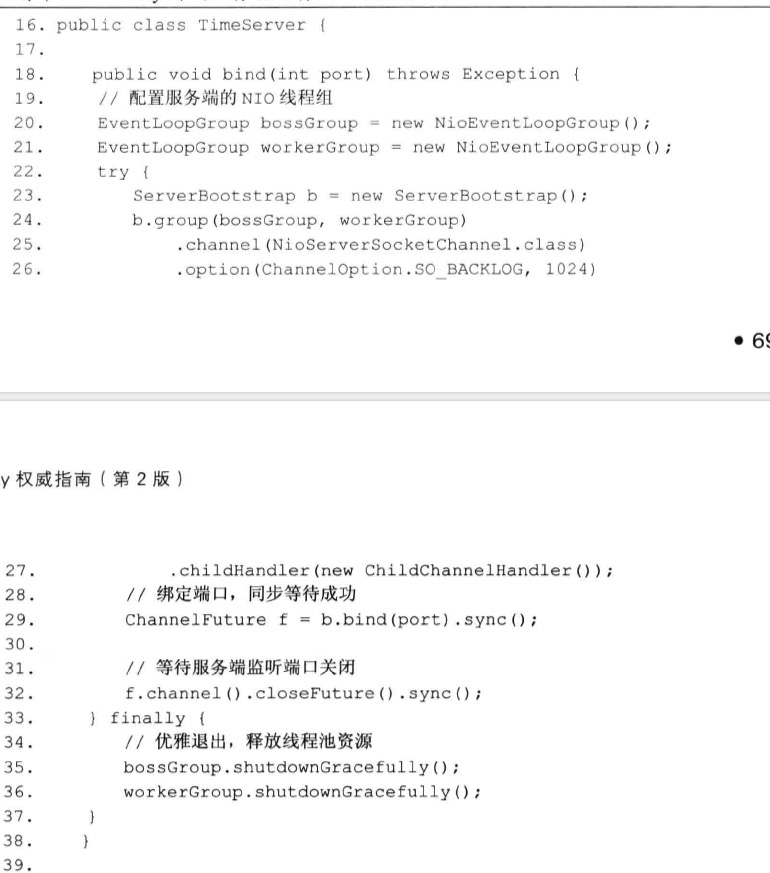 16. public class TimeServer {
17.
18. public void bind(int port) throws Exception {
19. // 配置服务端的 NIO 线程组
20. EventLoopGroup bossGroup = new NioEventLoopGroup();
21. EventLoopGroup workerGroup = new NioEventLoopGroup();
22. try {
23. ServerBootstrap b = new ServerBootstrap();
24. b.group(bossGroup, workerGroup)
25. .channel(NioServerSocketChannel.class)
26. .option(ChannelOption.SO_BACKLOG, 1024)
• 69
y 权威指南(第 2 版)
27. .childHandler(new ChildChannelHandler());
28. // 绑定端口，同步等待成功
29. ChannelFuture f = b.bind(port).sync();
30.
31. // 等待服务端监听端口关闭
32. f.channel().closeFuture().sync();
33. } finally {
34. // 优雅退出，释放线程池资源
35. bossGroup.shutdownGracefully();
36. workerGroup.shutdownGracefully();
37. }
38. }
39.